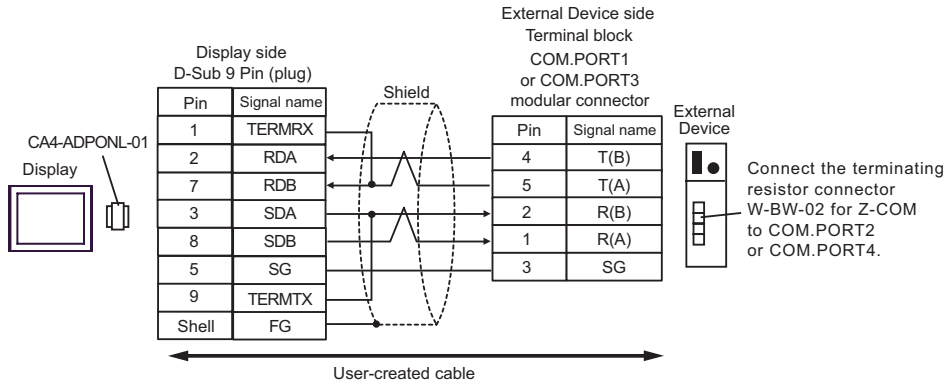 External Device side
Terminal block
COM.PORT1
or COM.PORT3
modular connector
Display side
D-Sub 9 Pin (plug)
Shield
External
Device
CA4-ADPONL-01
Display
Pin Signal name
1 TERMRX
2 RDA
7 RDB
3 SDA
8 SDB
5 SG
9 TERMTX
Shell FG
Pin Signal name
4 T(B)
5 T(A)
2 R(B)
1 R(A)
3 SG
Connect the terminating
resistor connector
W-BW-02 for Z-COM
to COM.PORT2
or COM.PORT4.
User-created cable